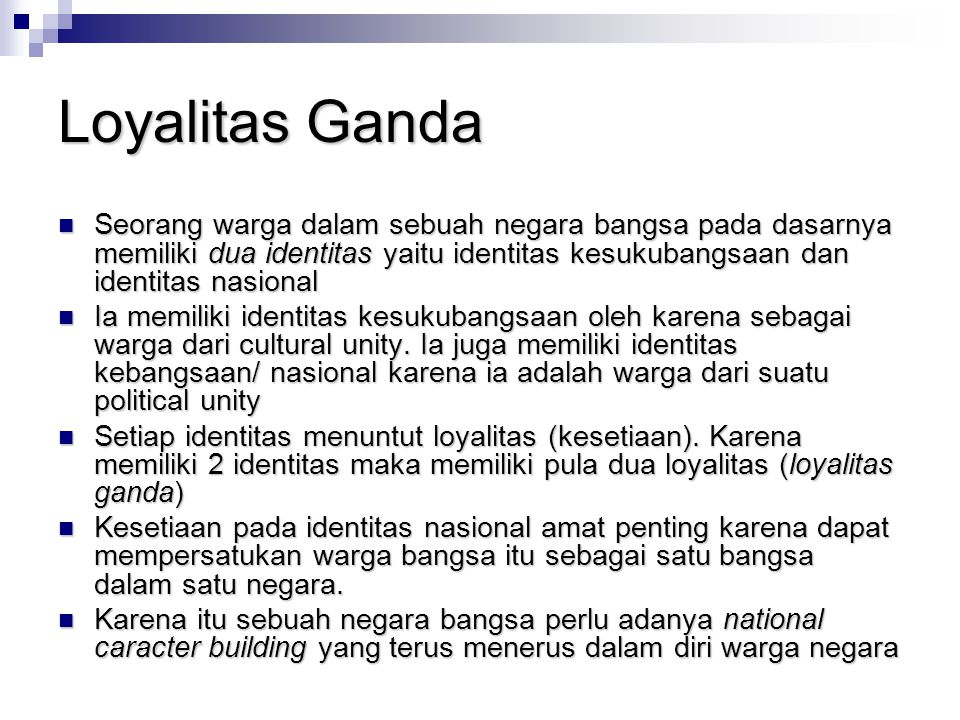 Loyalitas Ganda
Seorang warga dalam sebuah negara bangsa pada dasarnya
memiliki dua identitas yaitu identitas kesukubangsaan dan
identitas nasional
Ia memiliki identitas kesukubangsaan oleh karena sebagai
warga dari cultural unity. Ia juga memiliki identitas
kebangsaan/ nasional karena ia adalah warga dari suatu
political unity
Setiap identitas menuntut loyalitas (kesetiaan). Karena
memiliki 2 identitas maka memiliki pula dua loyalitas (loyalitas
ganda)
Kesetiaan pada identitas nasional amat penting karena dapat
mempersatukan warga bangsa itu sebagai satu bangsa
dalam satu negara.
Karena itu sebuah negara bangsa perlu adanya national
caracter building yang terus menerus dalam diri warga negara